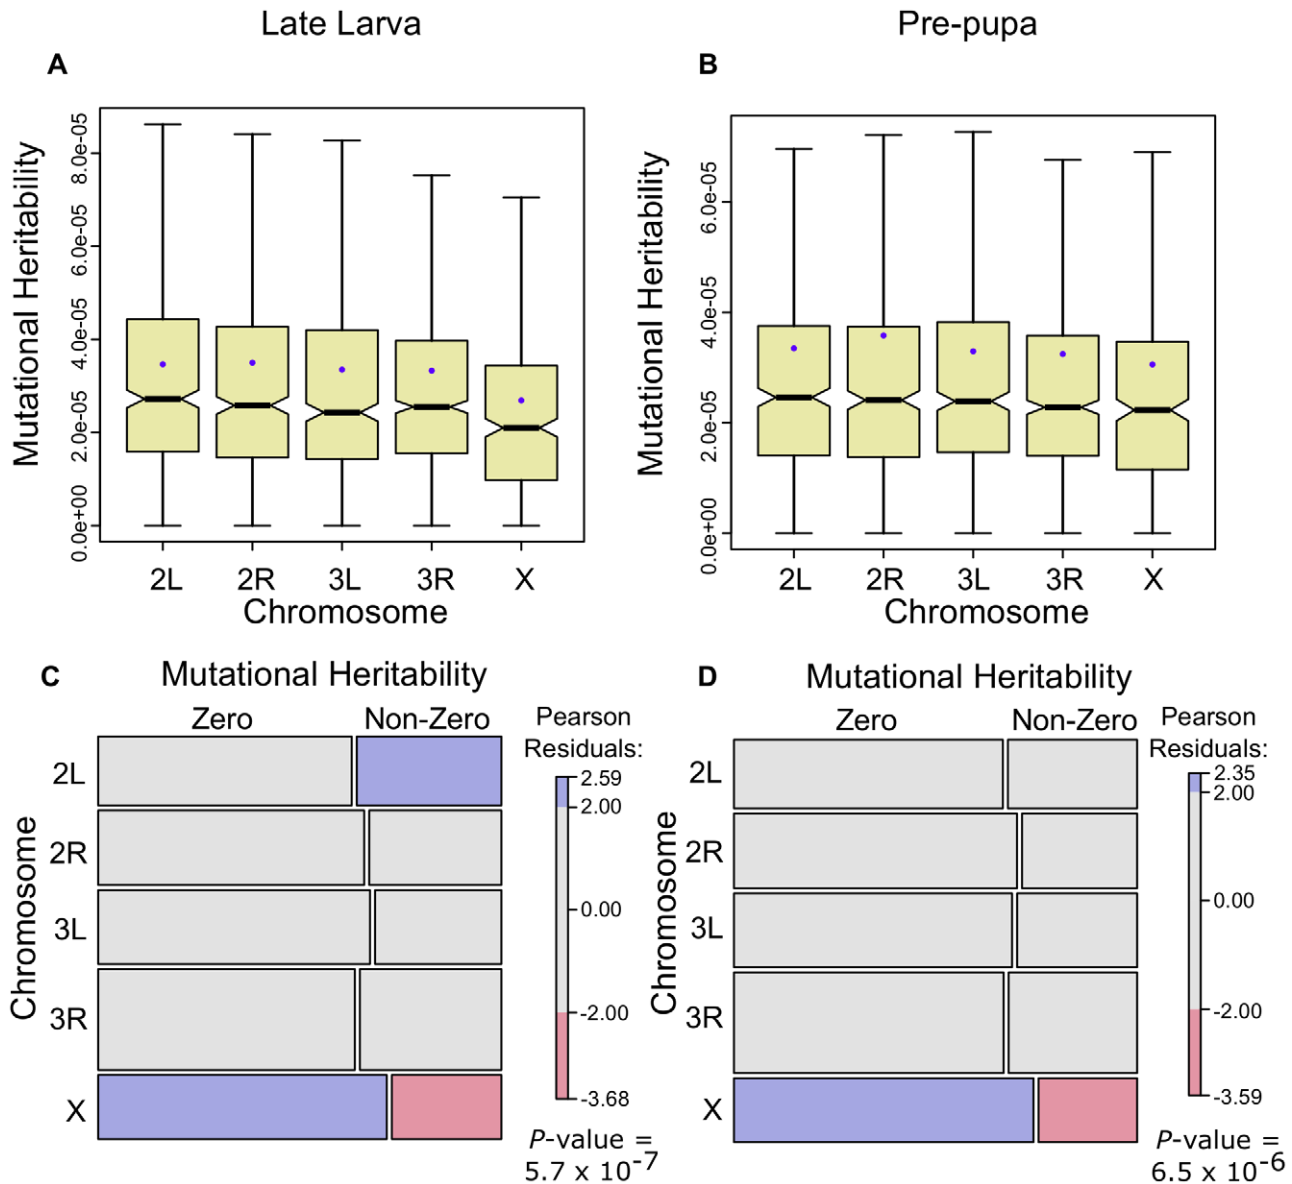 Late Larva
Pre-pupa
A
B
Mutational Heritability
8.0e-05
6.0e-05
4.0e-05
2.0e-05
0.0e+00
2L 2R 3L 3R X
Chromosome
Mutational Heritability
6.0e-05
4.0e-05
2.0e-05
0.0e+00
2L 2R 3L 3R X
Chromosome
C
Mutational Heritability
Zero Non-Zero
Chromosome
2L
2R
3L
3R
X
Pearson
Residuals:
2.59
2.00
0.00
-2.00
-3.68
P-value =
5.7 x 10-7
D
Mutational Heritability
Zero Non-Zero
Chromosome
2L
2R
3L
3R
X
Pearson
Residuals:
2.35
2.00
0.00
-2.00
-3.59
P-value =
6.5 x 10-6